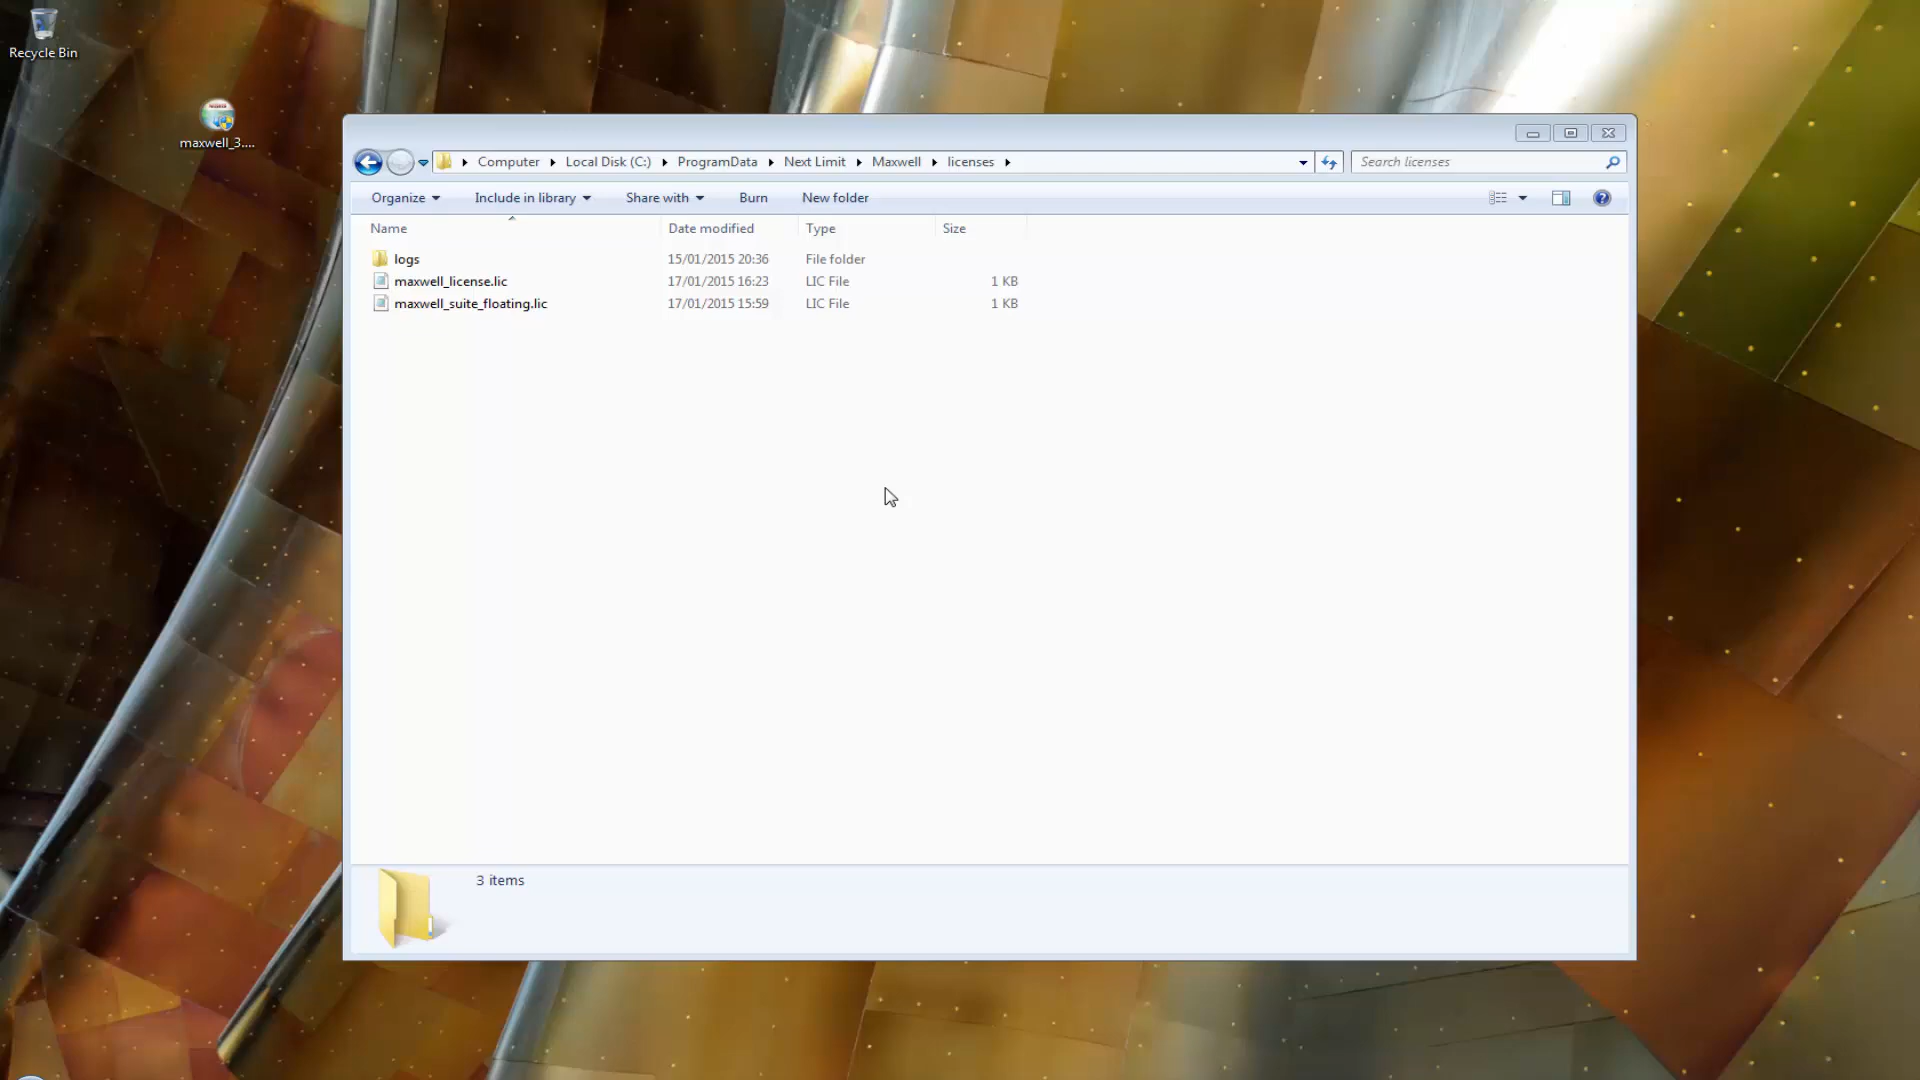 Recycle Bin
maxwell_3....
Computer Local Disk (C:) ProgramData Next Limit Maxwell licenses
Search licenses
Organize Include in library Share with Burn New folder
Name Date modified Type Size
logs 15/01/2015 20:36 File folder
maxwell_license.lic 17/01/2015 16:23 LIC File 1 KB
maxwell_suite_floating.lic 17/01/2015 15:59 LIC File 1 KB
3 items